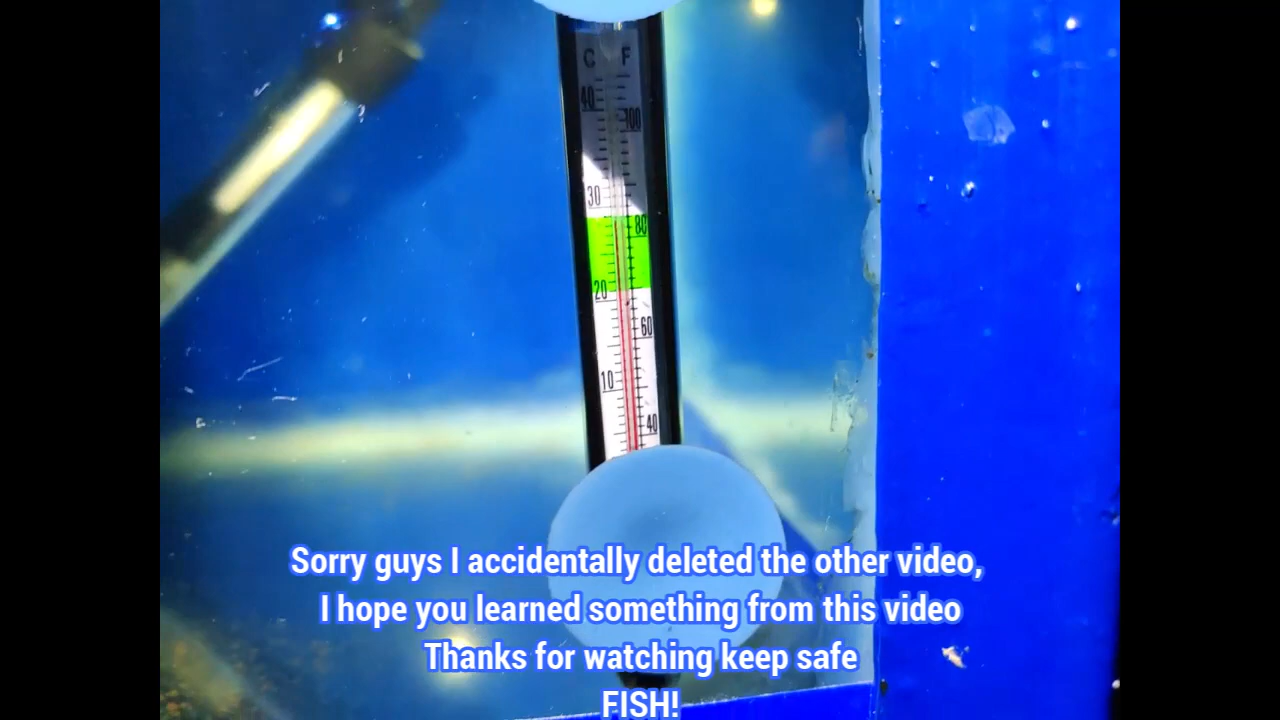 C F
40
100
30
80
20
60
10
40
Sorry guys I accidentally deleted the other video,
I hope you learned something from this video
Thanks for watching keep safe
FISH!